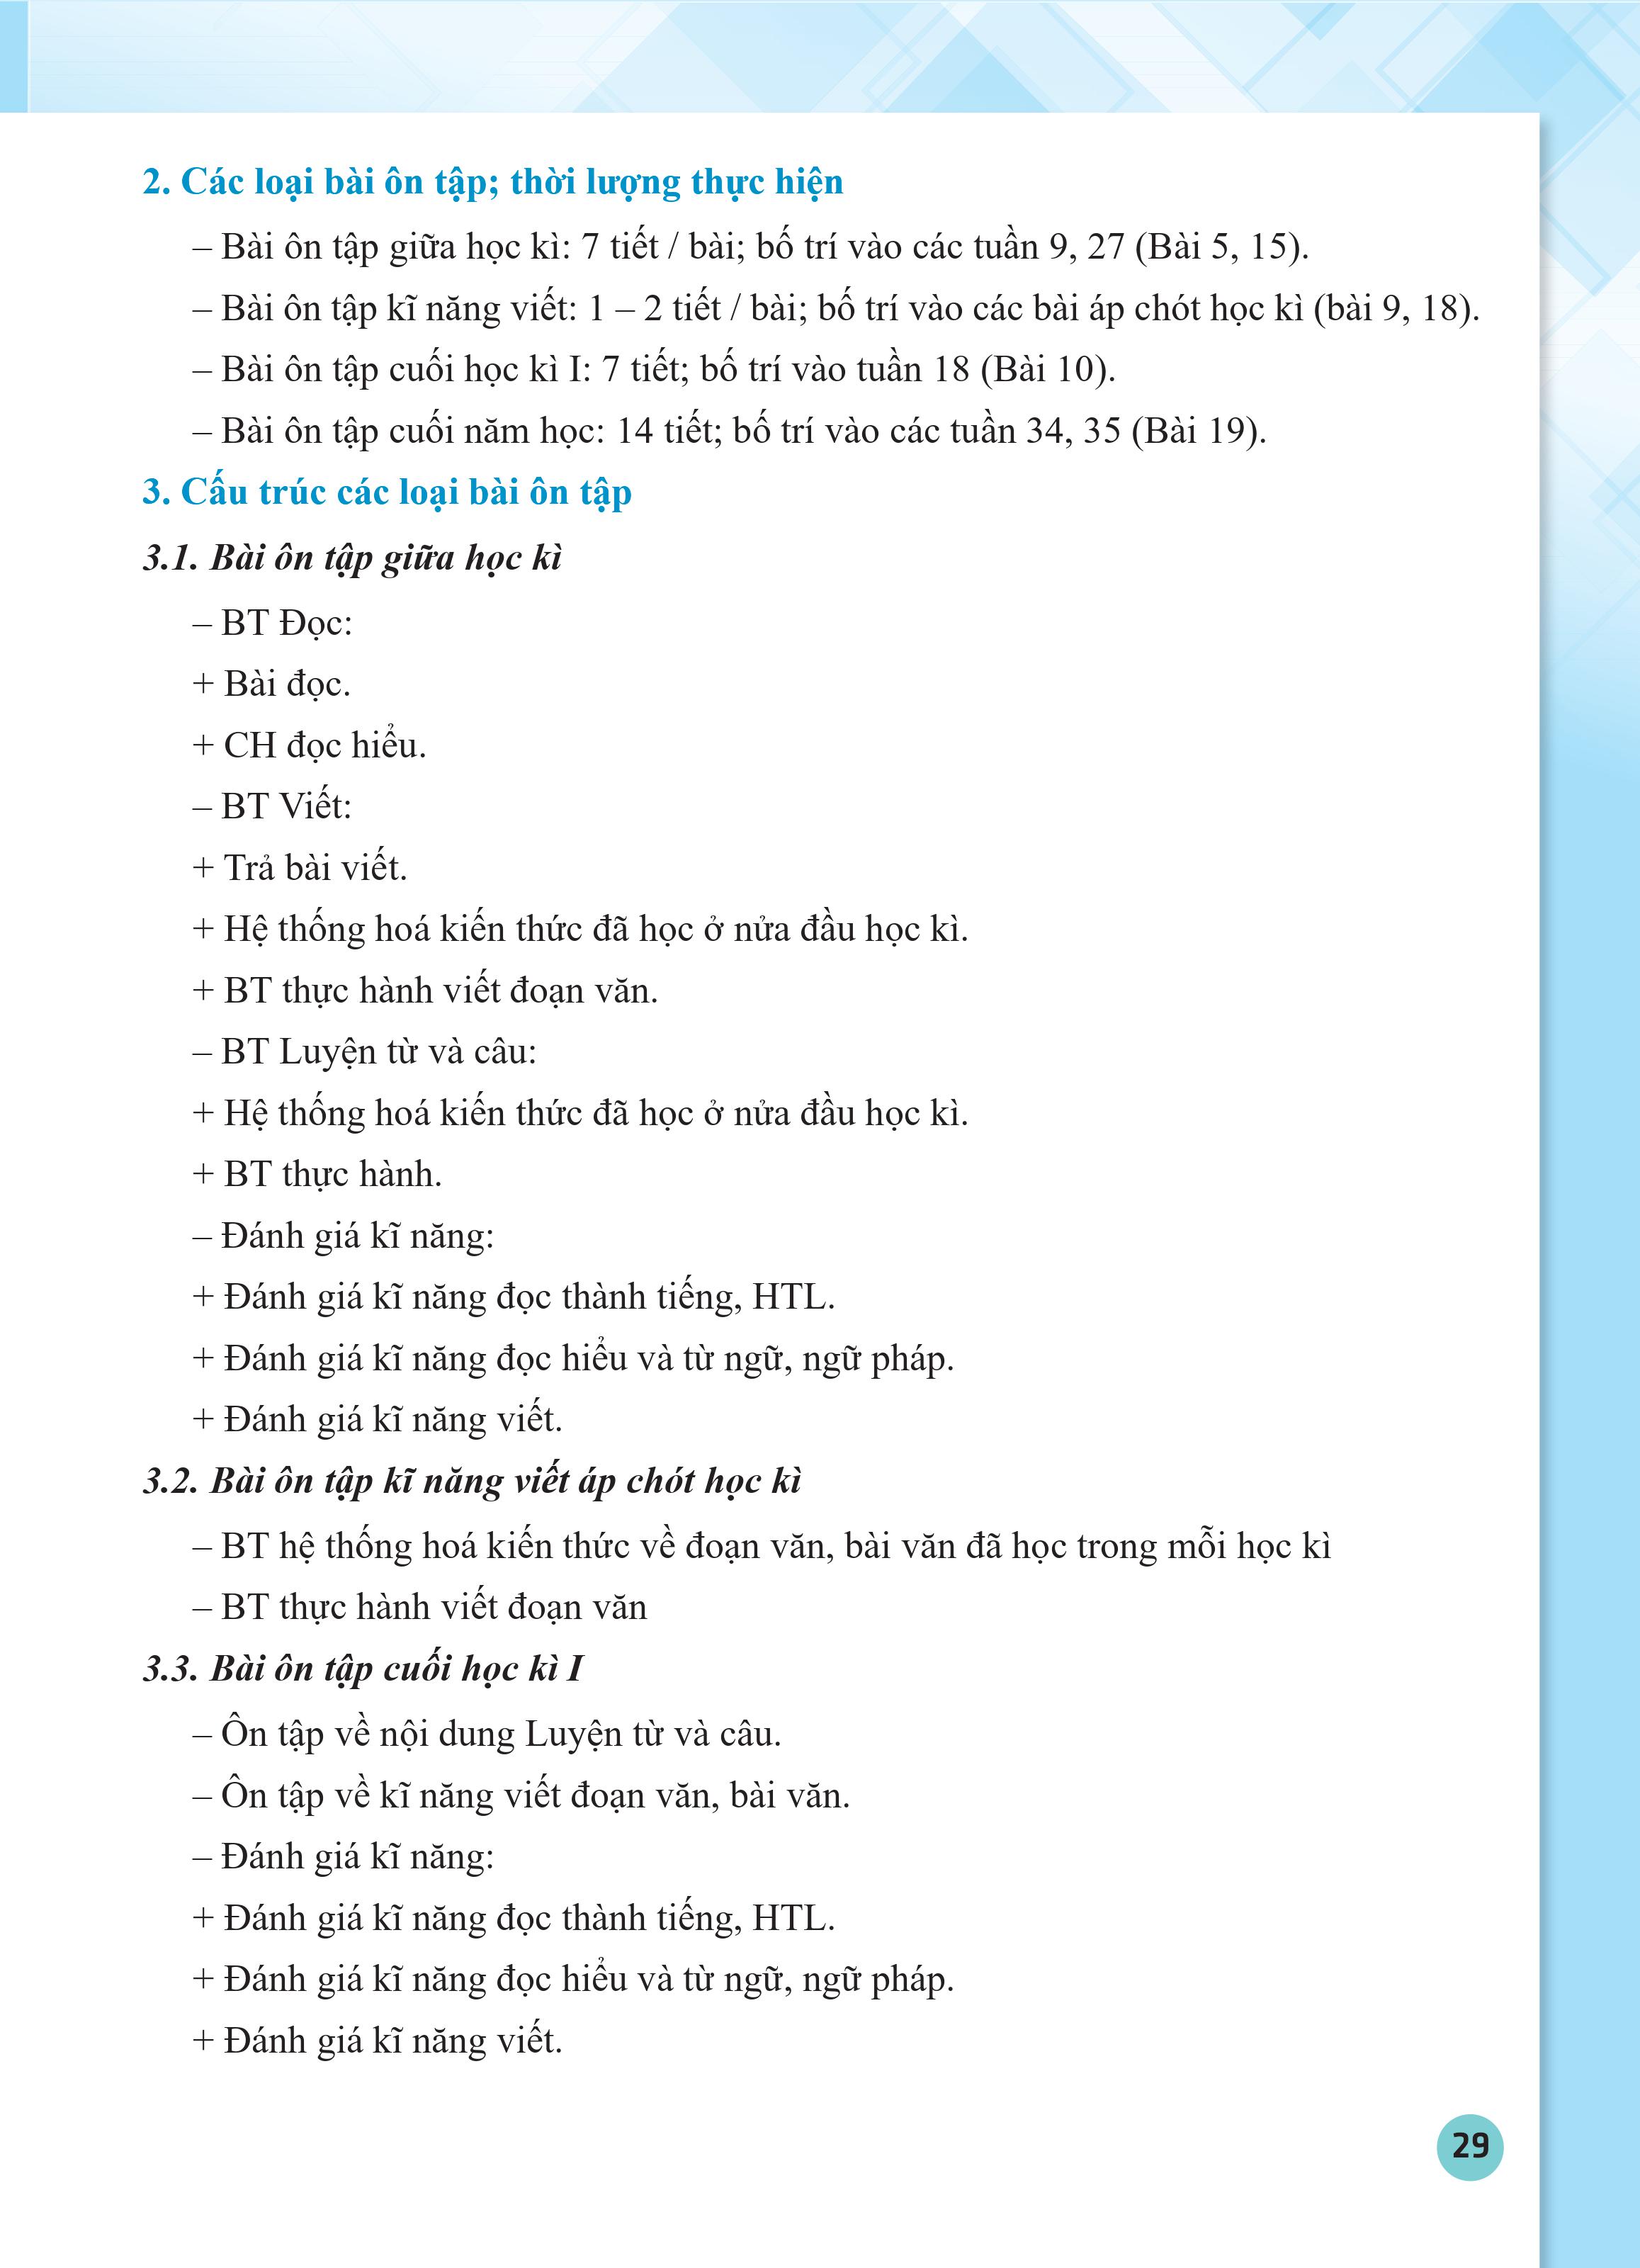 2. Các loại bài ôn tập; thời lượng thực hiện
– Bài ôn tập giữa học kì: 7 tiết / bài; bố trí vào các tuần 9, 27 (Bài 5, 15).
– Bài ôn tập kĩ năng viết: 1 – 2 tiết / bài; bố trí vào các bài áp chót học kì (bài 9, 18).
– Bài ôn tập cuối học kì I: 7 tiết; bố trí vào tuần 18 (Bài 10).
– Bài ôn tập cuối năm học: 14 tiết; bố trí vào các tuần 34, 35 (Bài 19).
3. Cấu trúc các loại bài ôn tập
3.1. Bài ôn tập giữa học kì
– BT Đọc:
+ Bài đọc.
+ CH đọc hiểu.
– BT Viết:
+ Trả bài viết.
+ Hệ thống hoá kiến thức đã học ở nửa đầu học kì.
+ BT thực hành viết đoạn văn.
– BT Luyện từ và câu:
+ Hệ thống hoá kiến thức đã học ở nửa đầu học kì.
+ BT thực hành.
– Đánh giá kĩ năng:
+ Đánh giá kĩ năng đọc thành tiếng, HTL.
+ Đánh giá kĩ năng đọc hiểu và từ ngữ, ngữ pháp.
+ Đánh giá kĩ năng viết.
3.2. Bài ôn tập kĩ năng viết áp chót học kì
– BT hệ thống hoá kiến thức về đoạn văn, bài văn đã học trong mỗi học kì
– BT thực hành viết đoạn văn
3.3. Bài ôn tập cuối học kì I
– Ôn tập về nội dung Luyện từ và câu.
– Ôn tập về kĩ năng viết đoạn văn, bài văn.
– Đánh giá kĩ năng:
+ Đánh giá kĩ năng đọc thành tiếng, HTL.
+ Đánh giá kĩ năng đọc hiểu và từ ngữ, ngữ pháp.
+ Đánh giá kĩ năng viết.
29